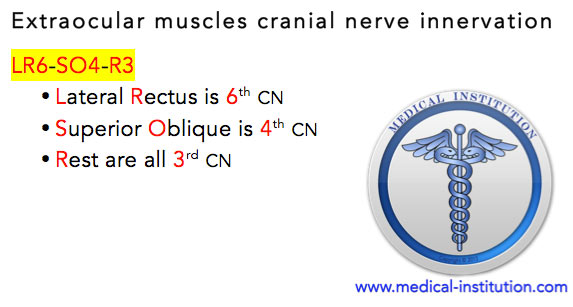 Extraocular muscles cranial nerve innervation
LR6-SO4-R3
• Lateral Rectus is 6th CN
• Superior Oblique is 4th CN
• Rest are all 3rd CN
MEDICAL INSTITUTION
www.medical-institution.com